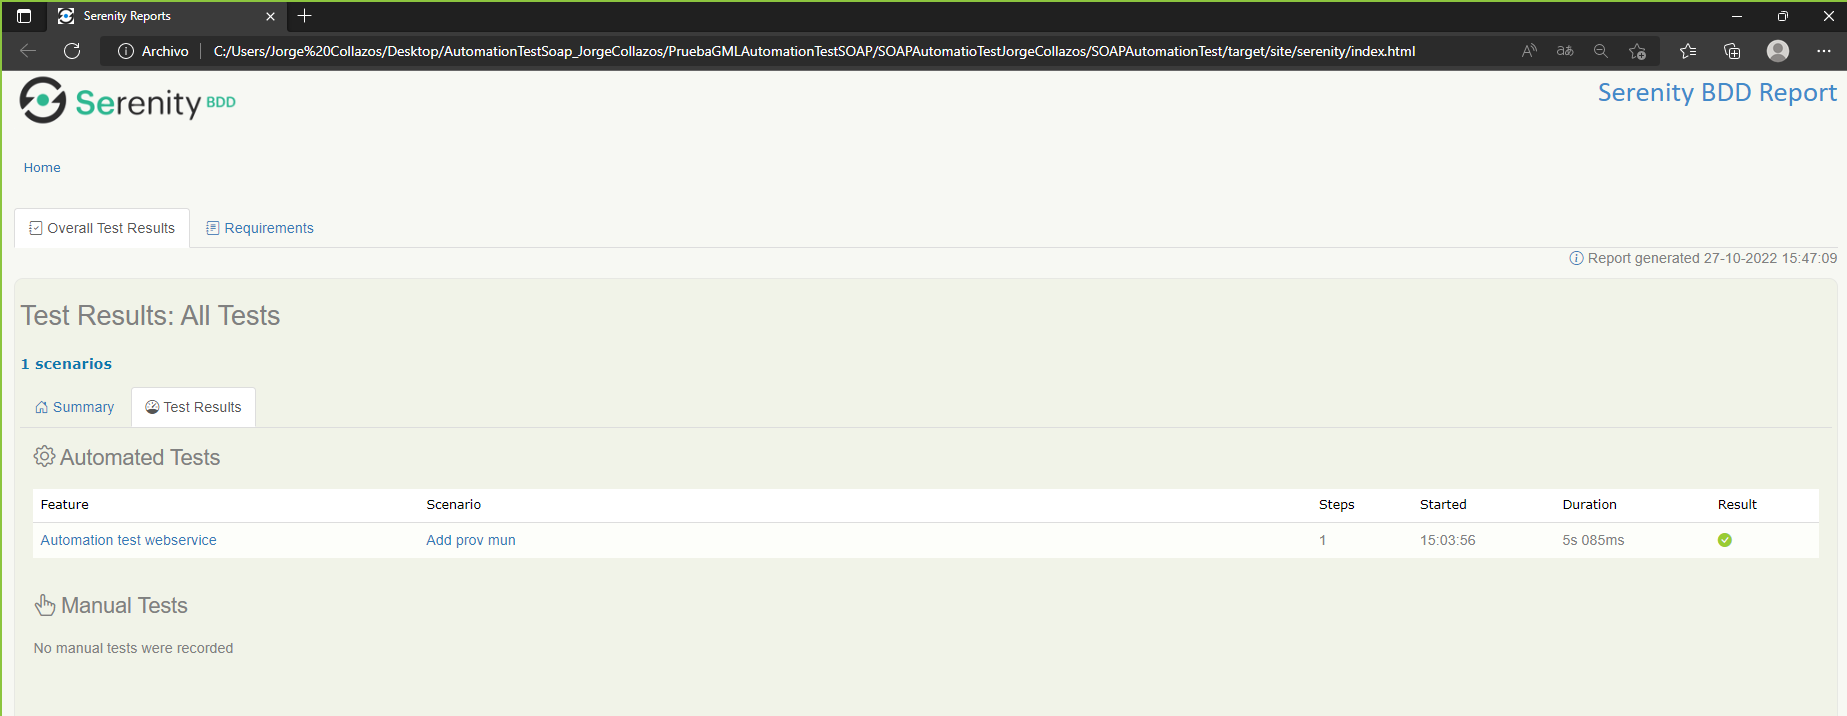 Serenity Reports
Archivo C:/Users/Jorge%20Collazos/Desktop/AutomationTestSoap_JorgeCollazos/PruebaGMLAutomationTestSOAP/SOAPAutomatioTestJorgeCollazos/SOAPAutomationTest/target/site/serenity/index.html
Serenity BDD
Serenity BDD Report
Home
Overall Test Results Requirements
Report generated 27-10-2022 15:47:09
Test Results: All Tests
1 scenarios
Summary Test Results
Automated Tests
Feature Scenario Steps Started Duration Result
Automation test webservice Add prov mun 1 15:03:56 5s 085ms
Manual Tests
No manual tests were recorded